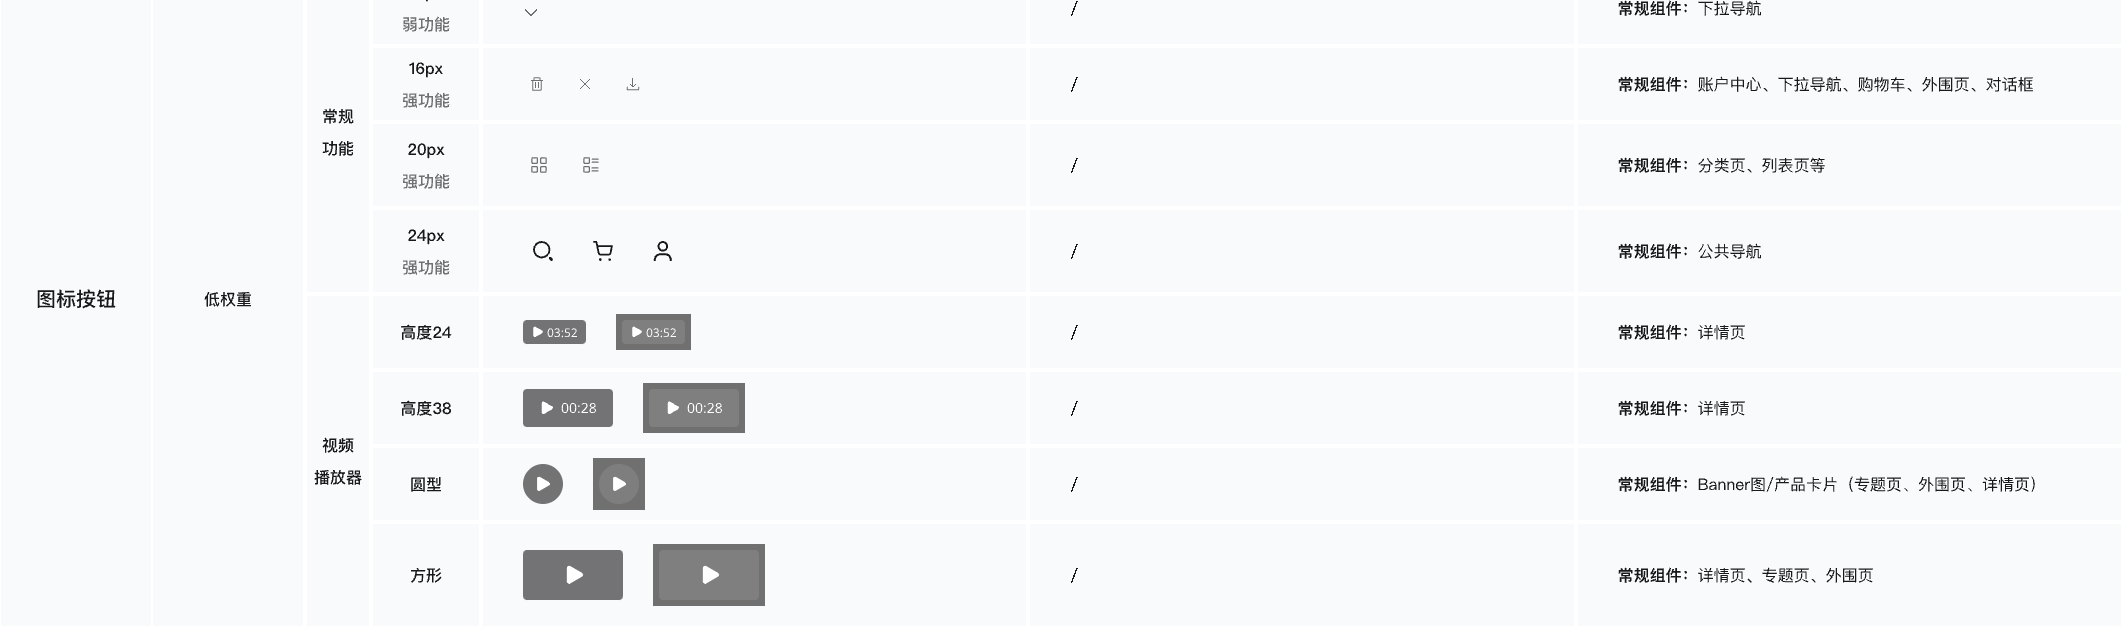 弱功能
/
常规组件：下拉导航
16px
强功能
/
常规组件：账户中心、下拉导航、购物车、外围页、对话框
常规
功能
20px
强功能
/
常规组件：分类页、列表页等
24px
强功能
/
常规组件：公共导航
图标按钮
低权重
高度24
03:52
03:52
/
常规组件：详情页
高度38
00:28
00:28
/
常规组件：详情页
视频
播放器
圆型
/
常规组件：Banner图/产品卡片（专题页、外围页、详情页）
方形
/
常规组件：详情页、专题页、外围页